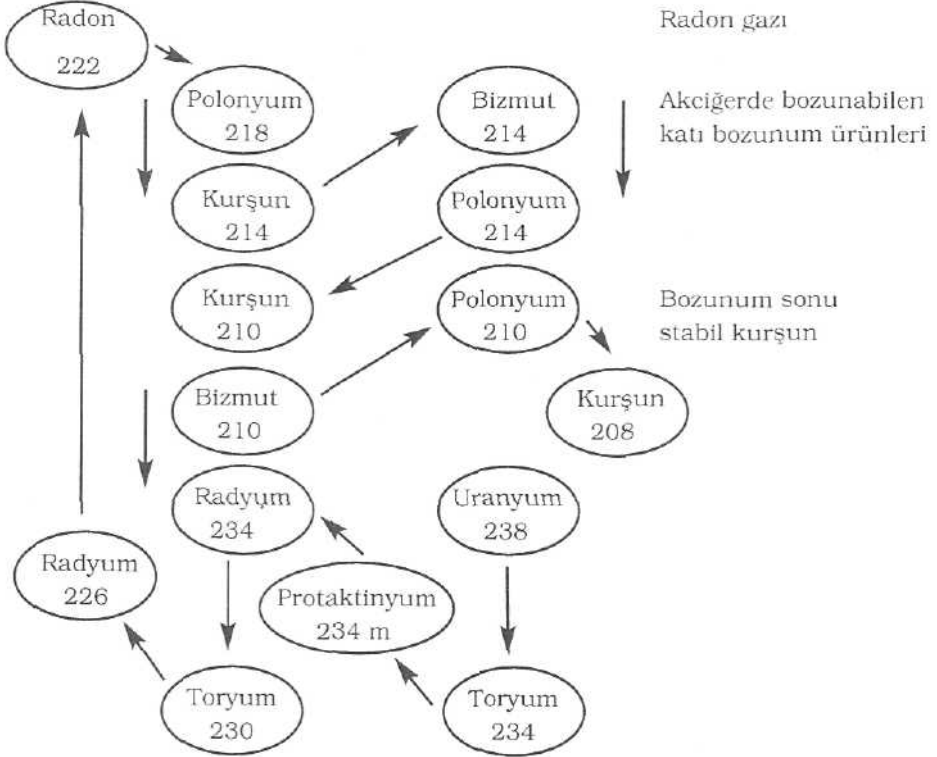 Radon
222
Radon gazı
Polonyum
218
Bizmut
214
Akciğerde bozunabilen
katı bozunum ürünleri
Kurşun
214
Polonyum
214
Kurşun
210
Polonyum
210
Bozunum sonu
stabil kurşun
Bizmut
210
Kurşun
208
Radyum
234
Uranyum
238
Radyum
226
Protaktinyum
234 m
Toryum
230
Toryum
234